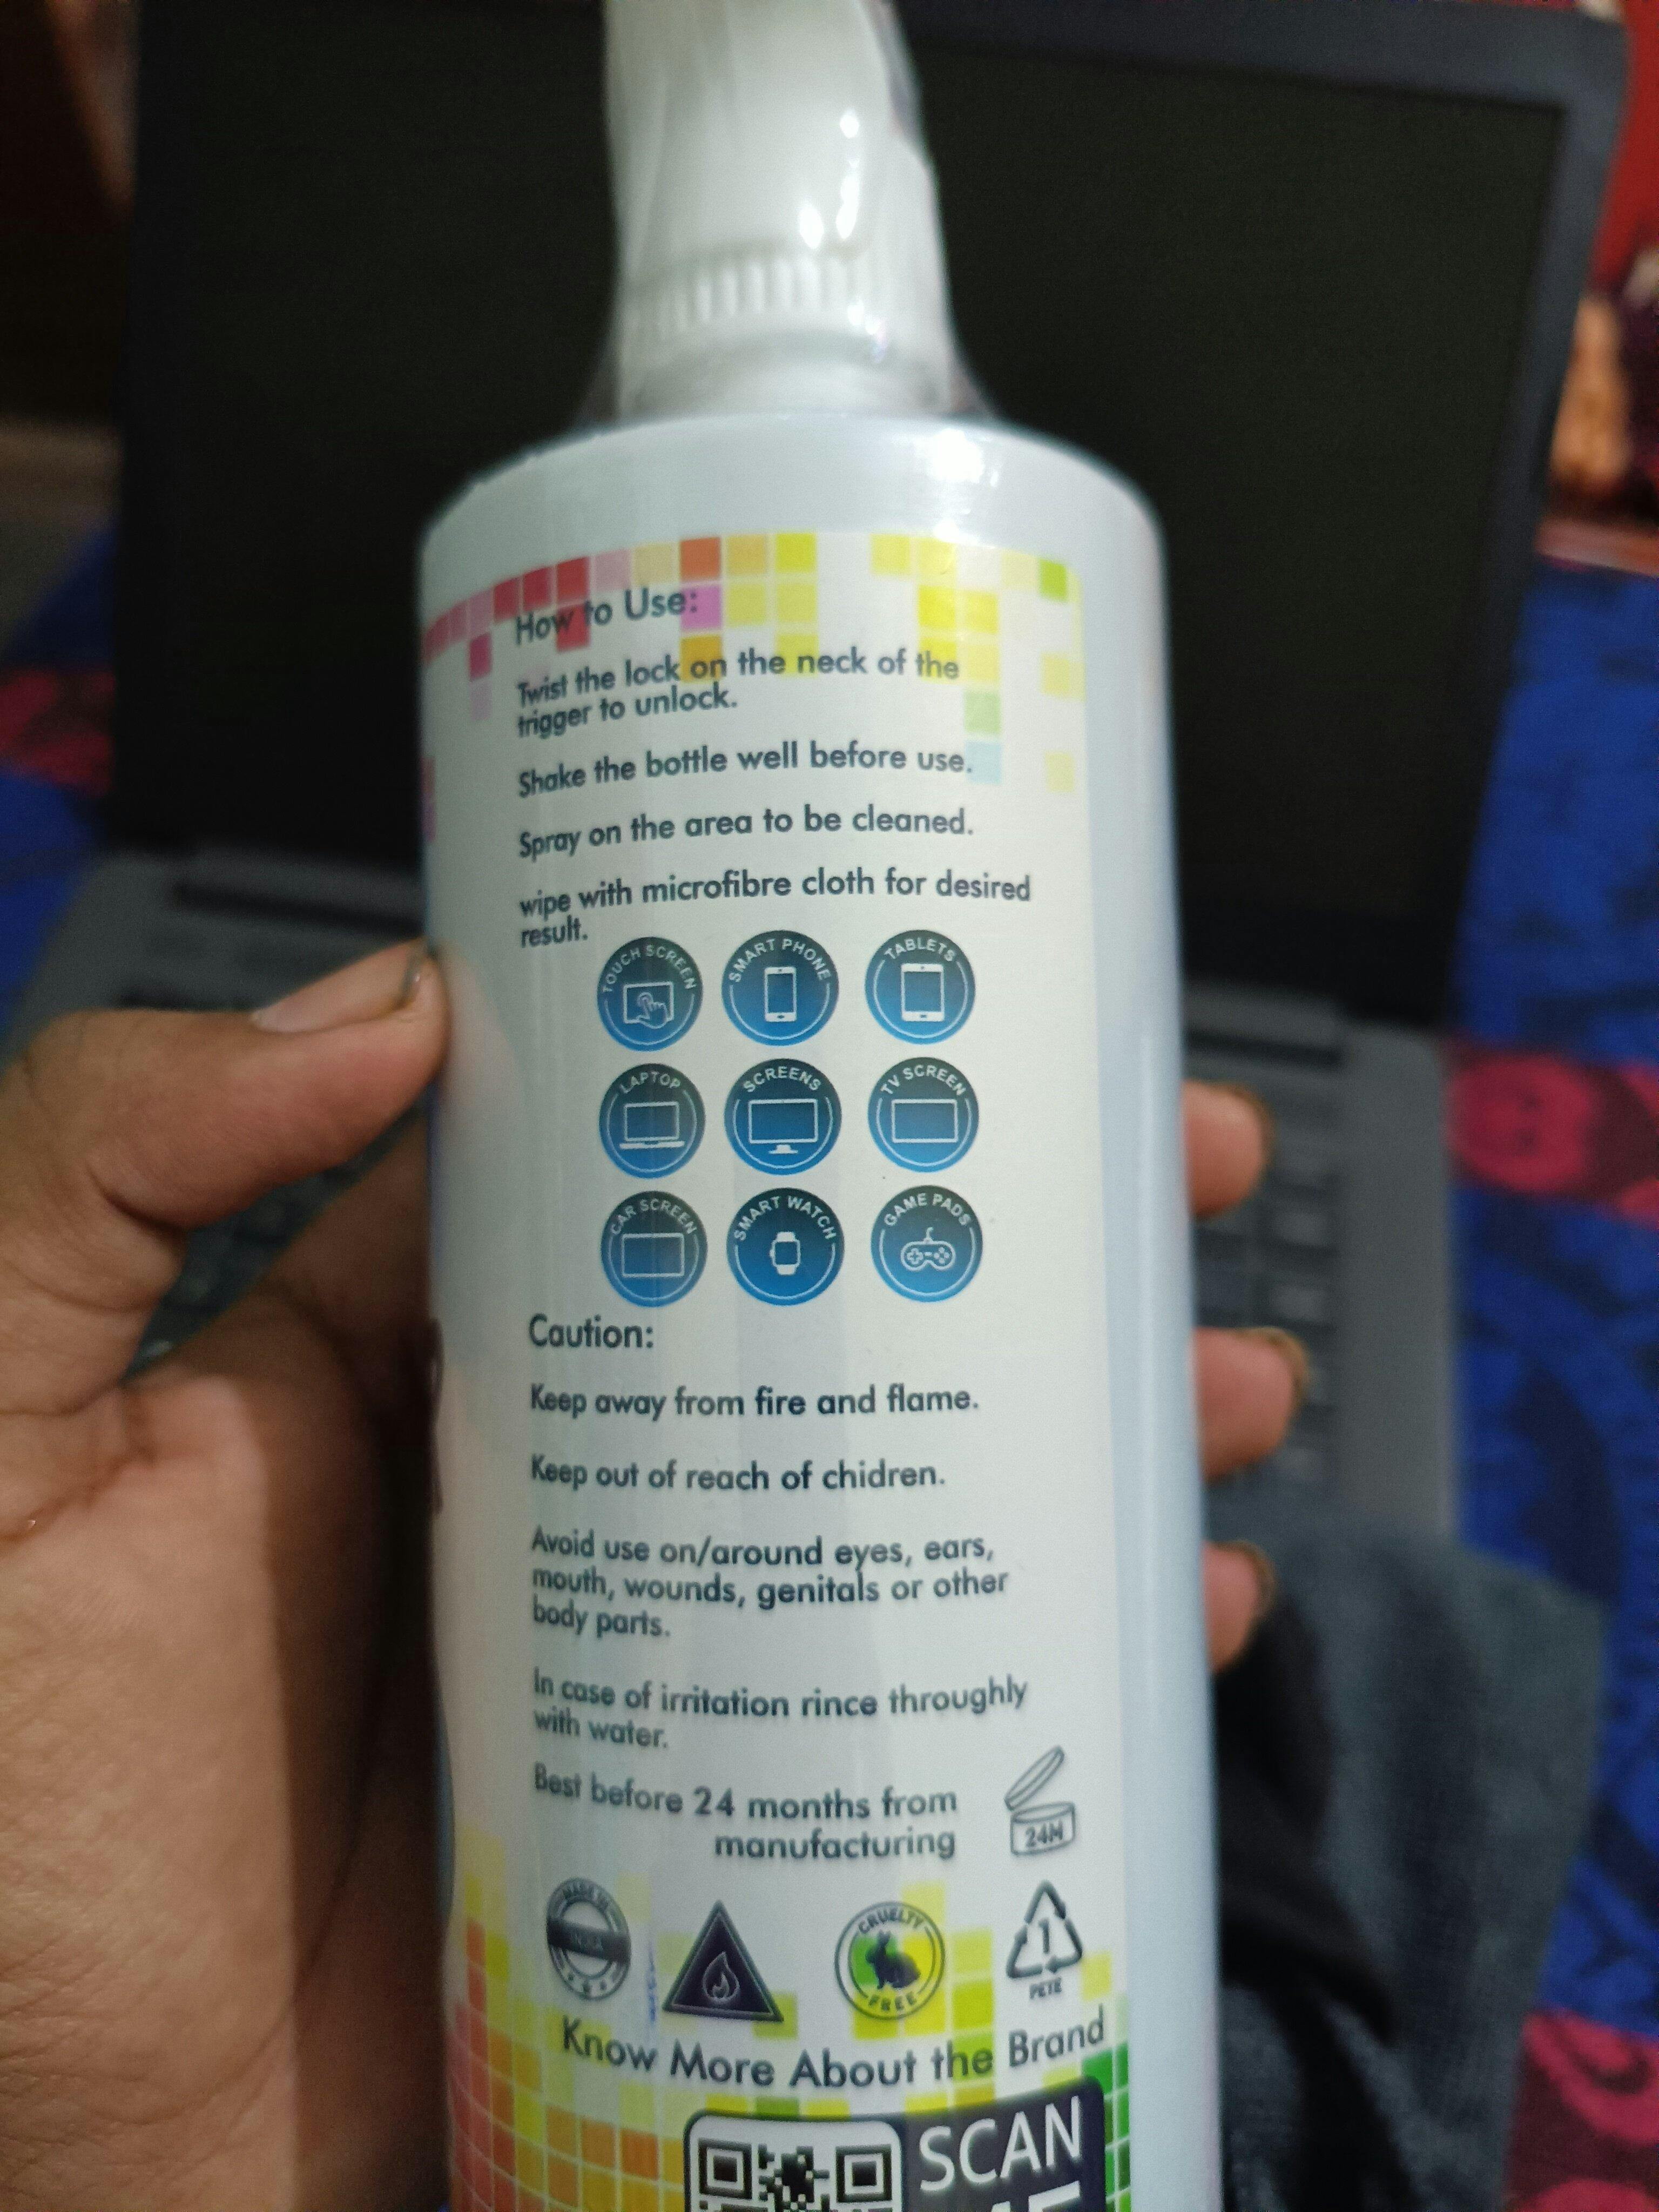 How to Use:
Twist the lock on the neck of the
trigger to unlock.
Shake the bottle well before use.
Spray on the area to be cleaned.
wipe with microfibre cloth for desired
result.
TOUCH SCREEN
SMART PHONE
TABLETS
LAPTOP
SCREENS
TV SCREEN
CAR SCREEN
SMART WATCH
GAME PADS
Caution:
Keep away from fire and flame.
Keep out of reach of chidren.
Avoid use on/around eyes, ears,
mouth, wounds, genitals or other
body parts.
In case of irritation rince throughly
with water.
Best before 24 months from
manufacturing
24M
MADE IN
INDIA
CRUELTY
FREE
1
PETE
Know More About the Brand
SCAN